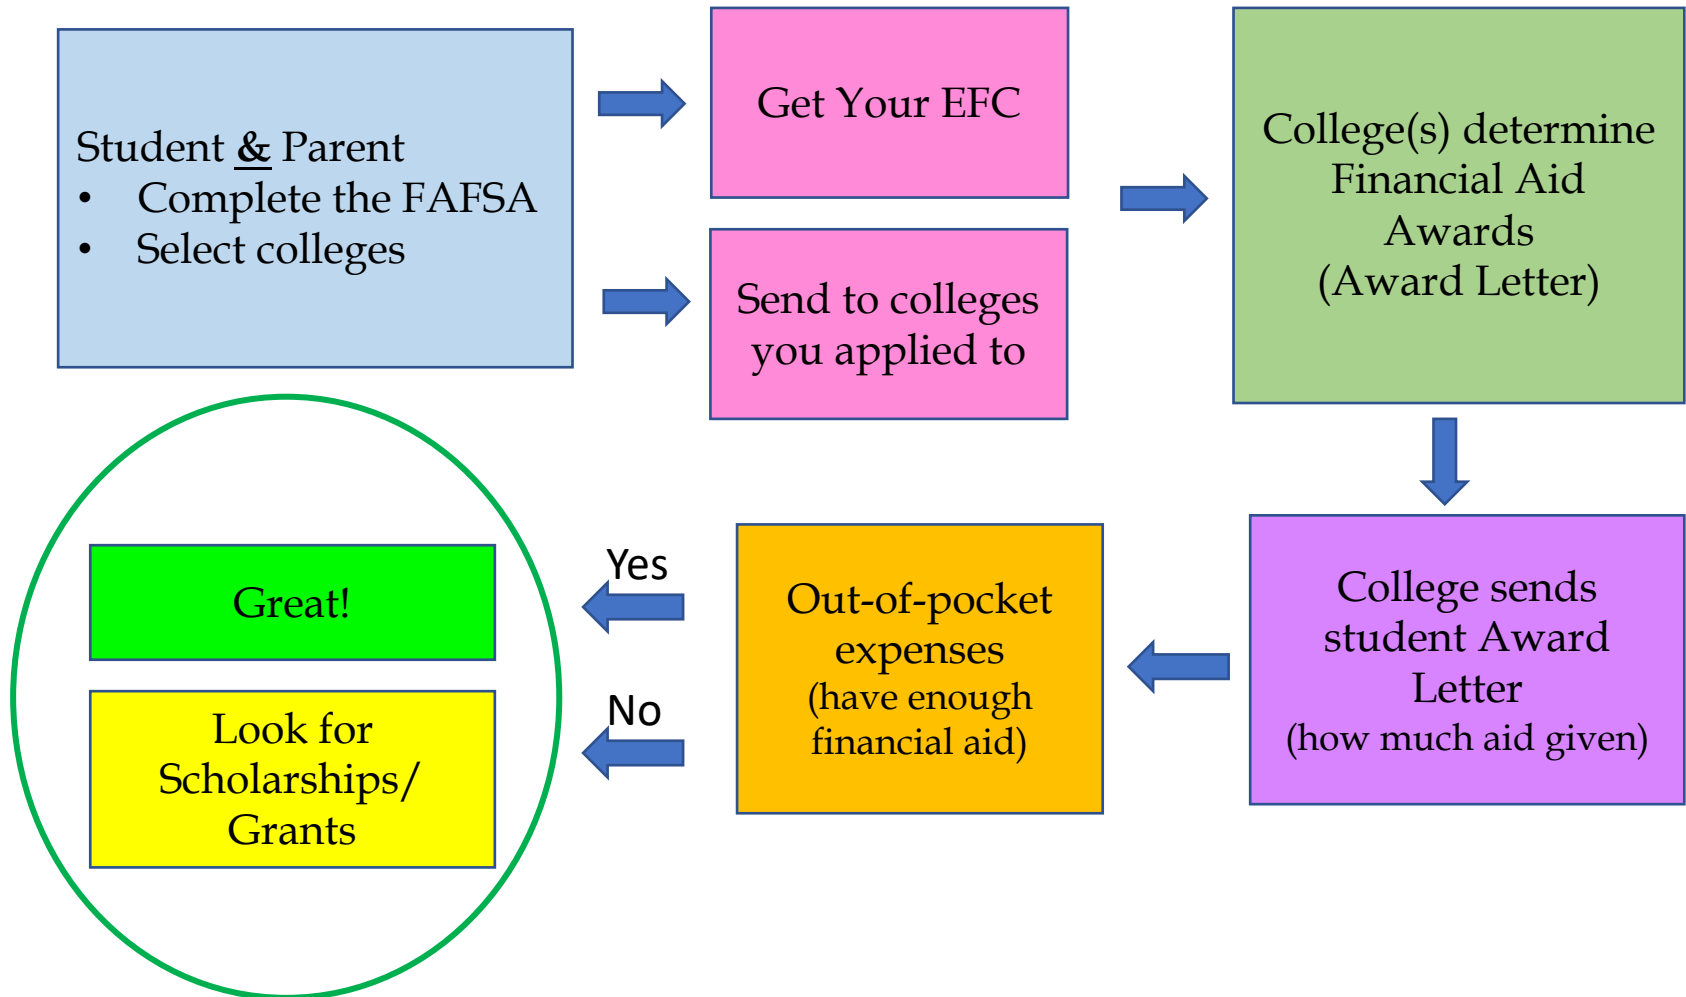 Student & Parent
• Complete the FAFSA
• Select colleges
Get Your EFC
Send to colleges
you applied to
College(s) determine
Financial Aid
Awards
(Award Letter)
College sends
student Award
Letter
(how much aid given)
Out-of-pocket
expenses
(have enough
financial aid)
Yes
Great!
No
Look for
Scholarships/
Grants